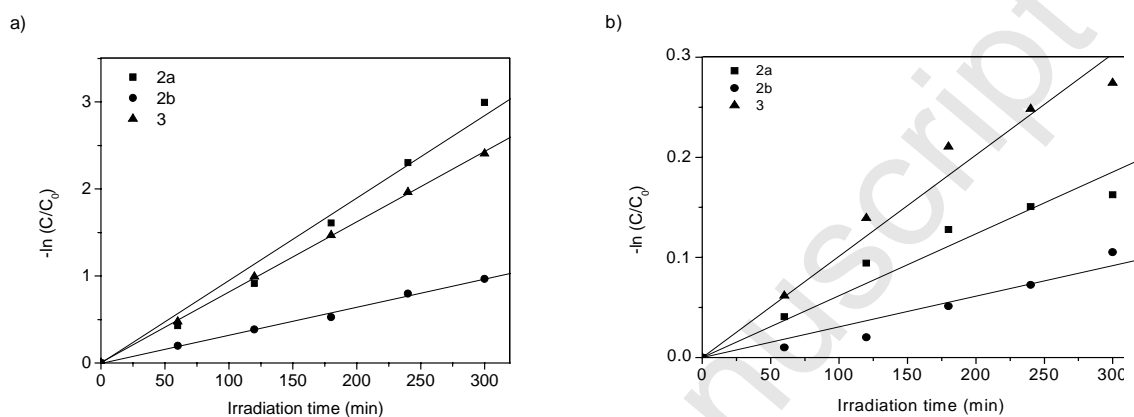 a)
3
2
1
0
-ln (C/C₀)
2a
2b
3
0 50 100 150 200 250 300
Irradiation time (min)
b)
0.3
0.2
0.1
0.0
-ln (C/C₀)
2a
2b
3
0 50 100 150 200 250 300
Irradiation time (min)
nuscript